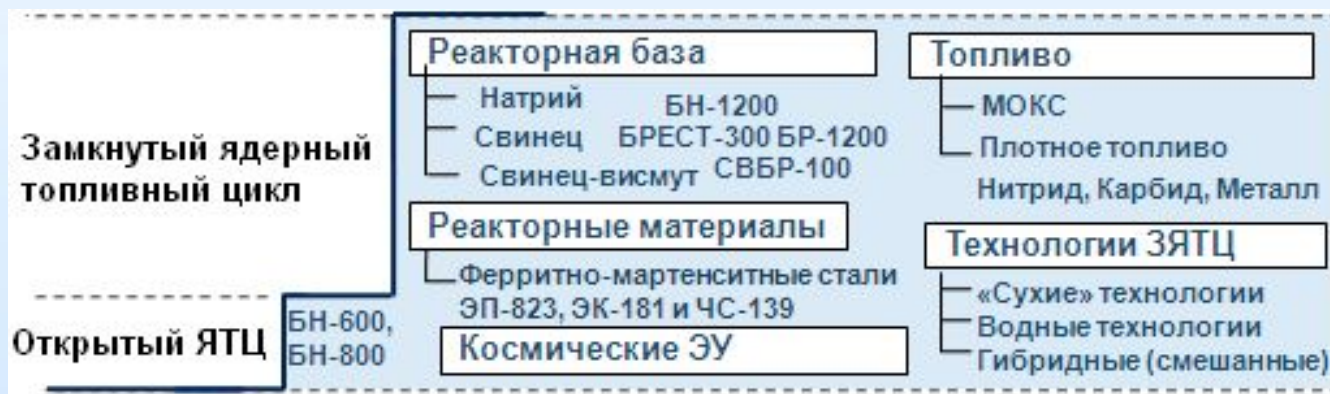 Замкнутый ядерный
топливный цикл
Открытый ЯТЦ
БН-600,
БН-800
Реакторная база
Натрий БН-1200
Свинец БРЕСТ-300 БР-1200
Свинец-висмут СВБР-100
Реакторные материалы
Ферритно-мартенситные стали
ЭП-823, ЭК-181 и ЧС-139
Космические ЭУ
Топливо
МОКС
Плотное топливо
Нитрид, Карбид, Металл
Технологии ЗЯТЦ
«Сухие» технологии
Водные технологии
Гибридные (смешанные)